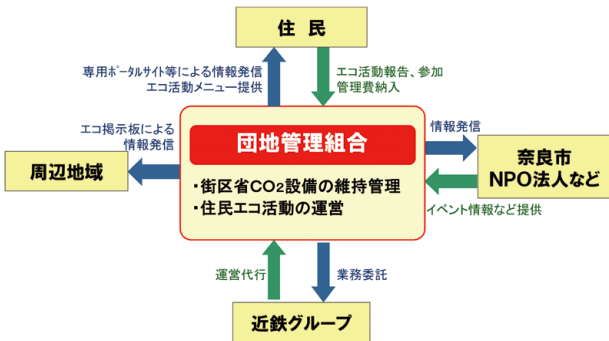 住 民
専用ポータルサイト等による情報発信
エコ活動メニュー提供
エコ活動報告、参加
管理費納入
エコ掲示板による
情報発信
団地管理組合
情報発信
周辺地域
・街区省CO2設備の維持管理
・住民エコ活動の運営
奈良市
NPO法人など
イベント情報など提供
運営代行
業務委託
近鉄グループ